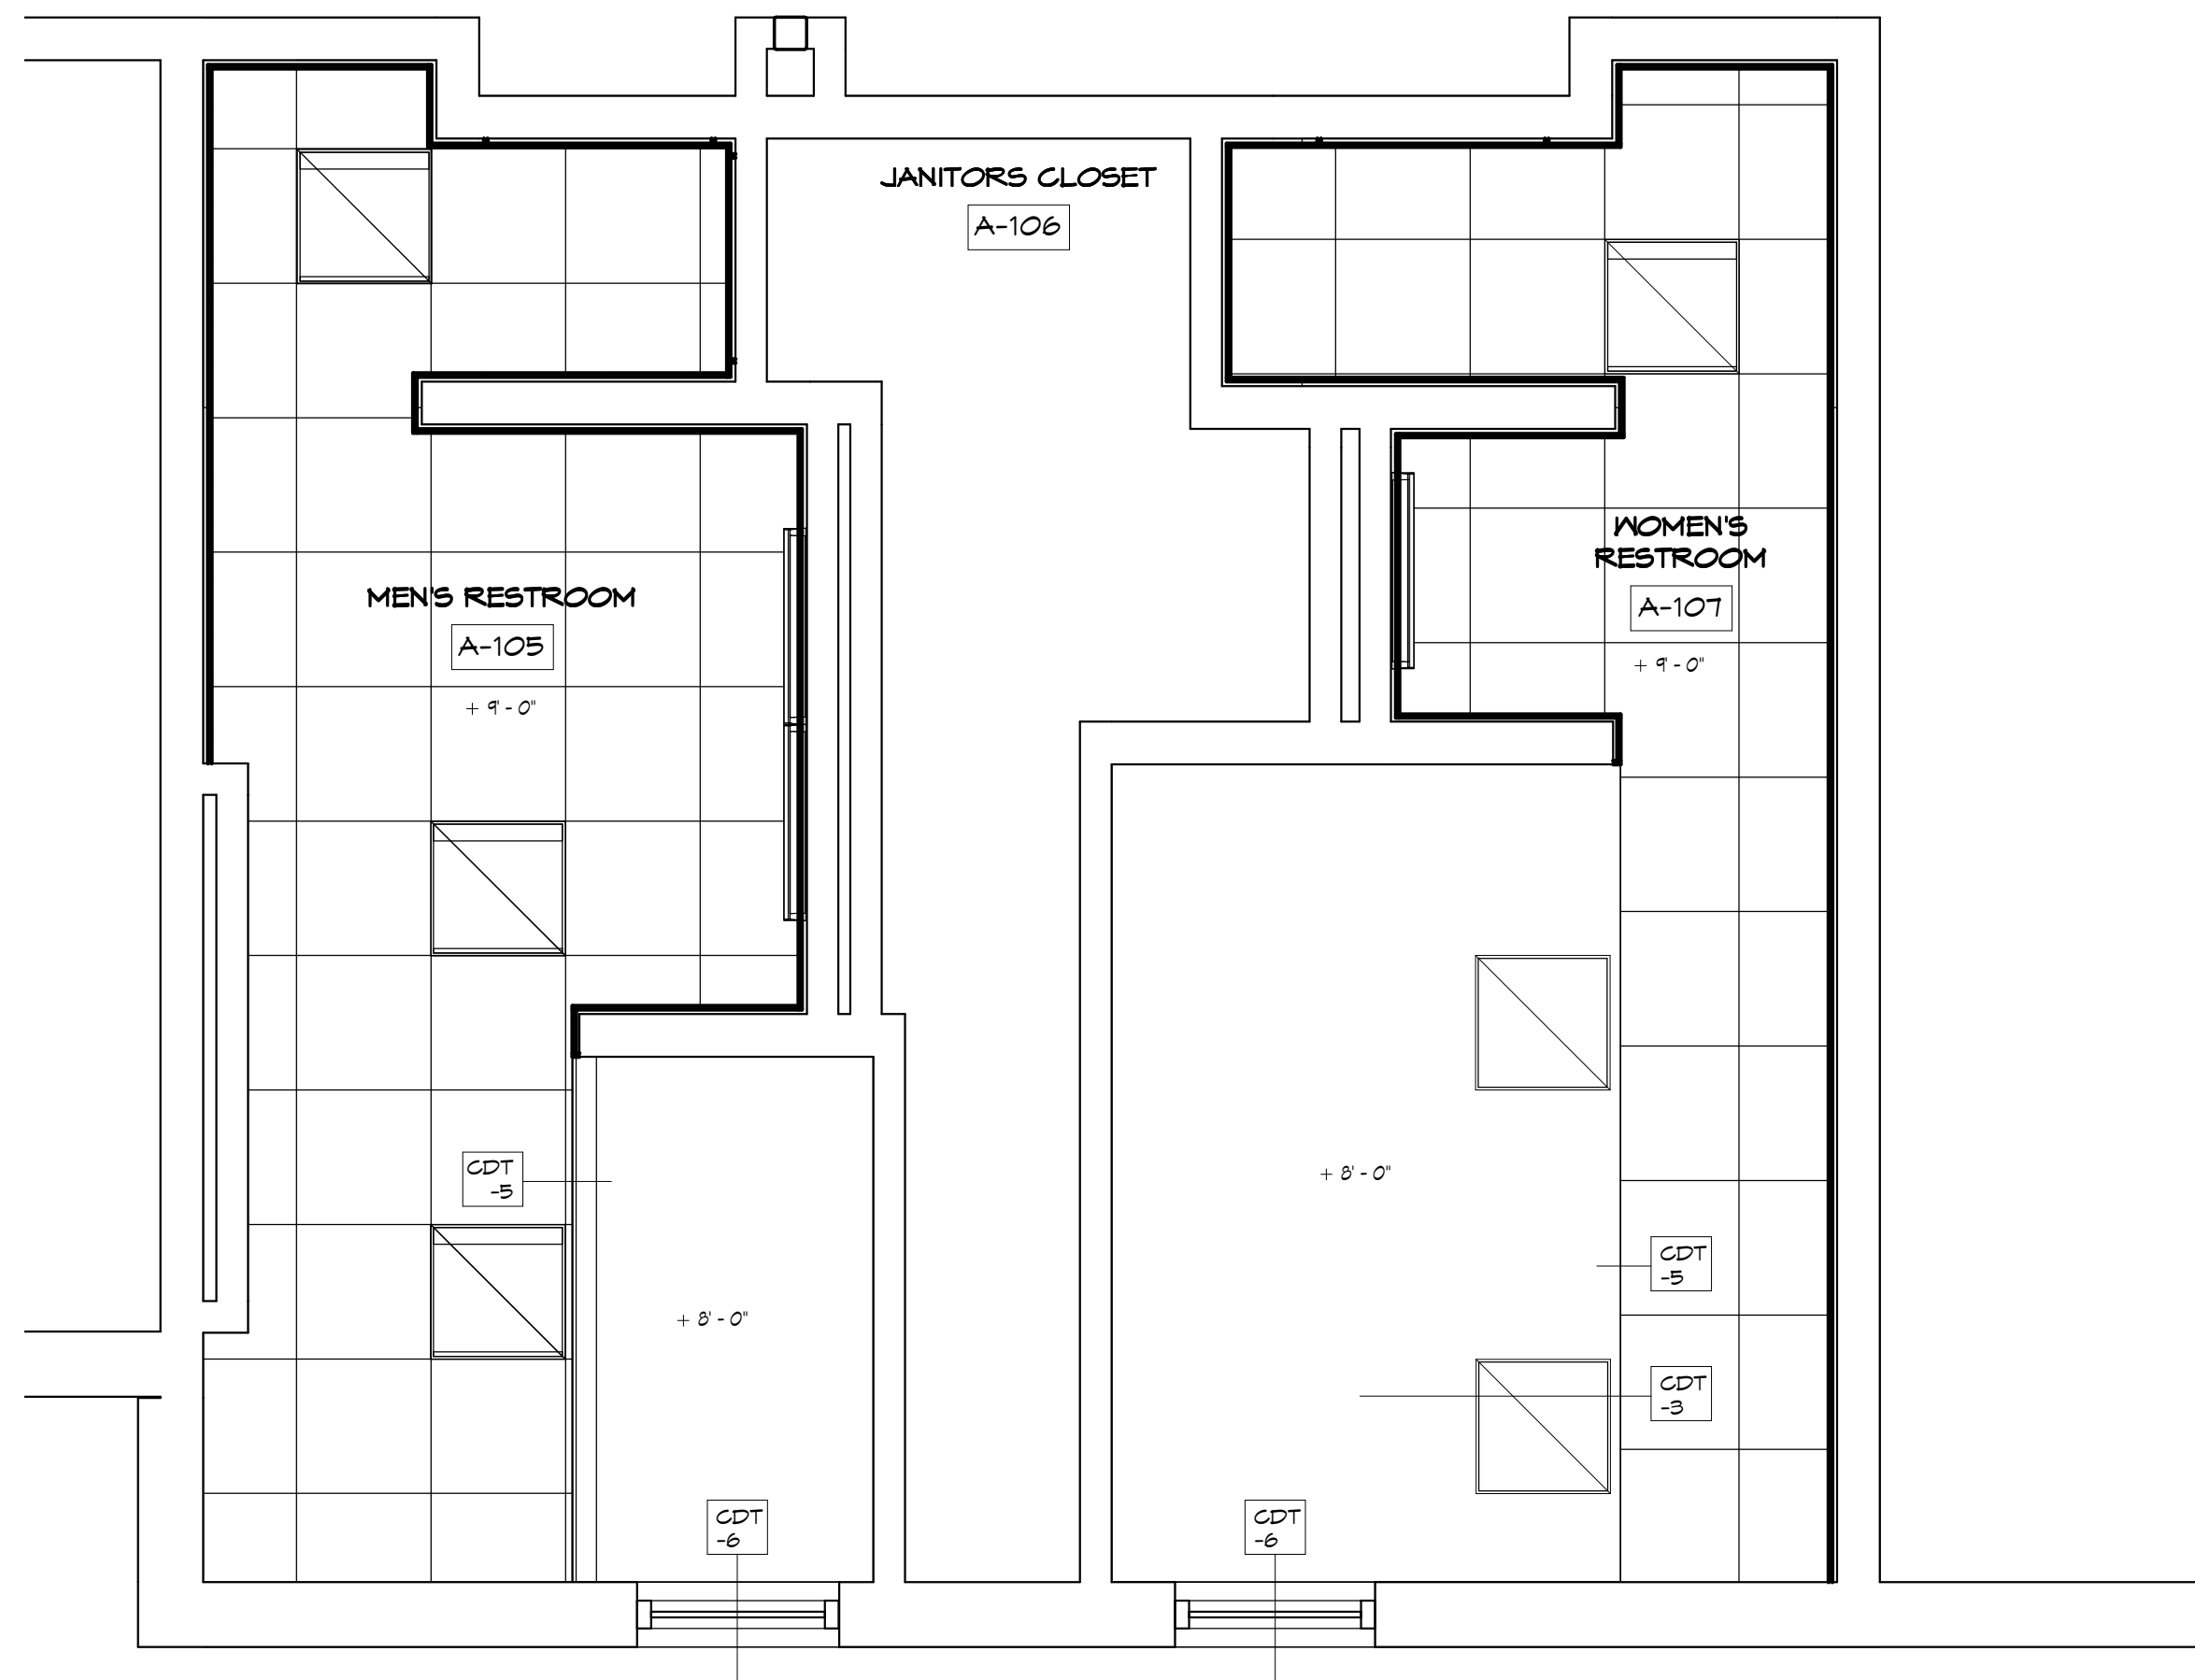 JANITORS CLOSET
A-106
WOMEN'S
RESTROOM
A-107
+ 9' - 0"
MEN'S RESTROOM
A-105
+ 9' - 0"
CDT
-5
+ 8' - 0"
+ 8' - 0"
CDT
-5
CDT
-3
CDT
-6
CDT
-6